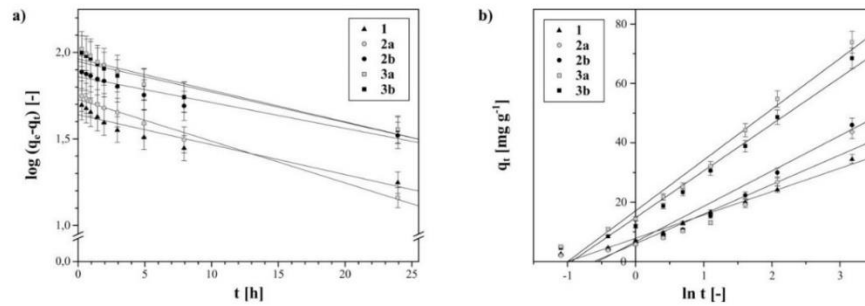 a)
1
2a
2b
3a
3b
log (qe-qt) [-]
2,0
1,5
1,0
0,0
0
5
10
15
20
25
t [h]
b)
1
2a
2b
3a
3b
qt [mg g-1]
80
60
40
20
0
-1
0
1
2
3
ln t [-]